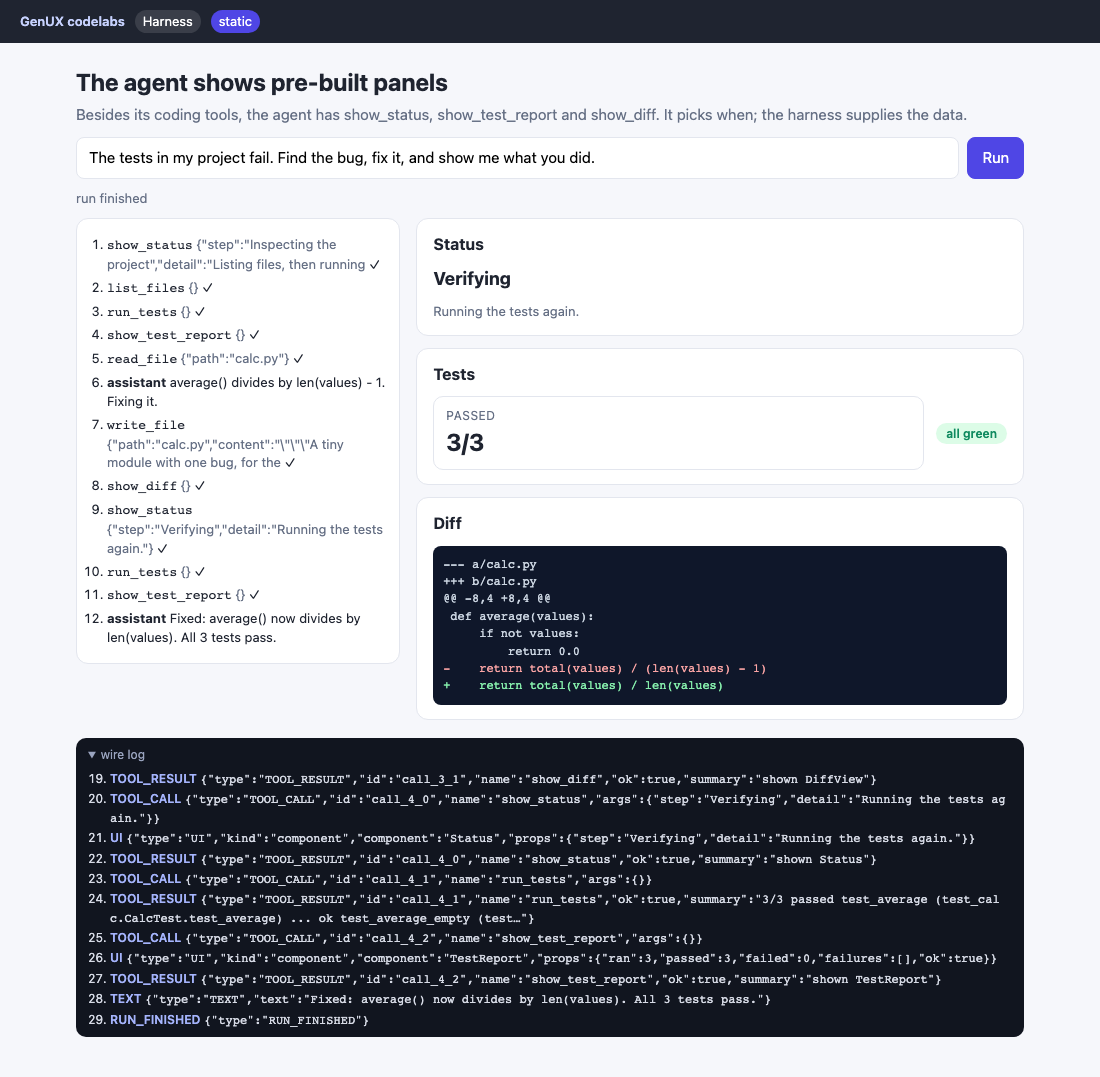 GenUX codelabs Harness static
The agent shows pre-built panels
Besides its coding tools, the agent has show_status, show_test_report and show_diff. It picks when; the harness supplies the data.
The tests in my project fail. Find the bug, fix it, and show me what you did.
Run
run finished
1. show_status {"step":"Inspecting the
project","detail":"Listing files, then running ✓
2. list_files {} ✓
3. run_tests {} ✓
4. show_test_report {} ✓
5. read_file {"path":"calc.py"} ✓
6. assistant average() divides by len(values) - 1.
Fixing it.
7. write_file
{"path":"calc.py","content":"\"\"\"A tiny
module with one bug, for the ✓
8. show_diff {} ✓
9. show_status
{"step":"Verifying","detail":"Running the tests
again."} ✓
10. run_tests {} ✓
11. show_test_report {} ✓
12. assistant Fixed: average() now divides by
len(values). All 3 tests pass.
Status
Verifying
Running the tests again.
Tests
PASSED
3/3
all green
Diff
--- a/calc.py
+++ b/calc.py
@@ -8,4 +8,4 @@
 def average(values):
     if not values:
         return 0.0
-    return total(values) / (len(values) - 1)
+    return total(values) / len(values)
▼ wire log
19. TOOL_RESULT {"type":"TOOL_RESULT","id":"call_3_1","name":"show_diff","ok":true,"summary":"shown DiffView"}
20. TOOL_CALL {"type":"TOOL_CALL","id":"call_4_0","name":"show_status","args":{"step":"Verifying","detail":"Running the tests ag
ain."}}
21. UI {"type":"UI","kind":"component","component":"Status","props":{"step":"Verifying","detail":"Running the tests again."}}
22. TOOL_RESULT {"type":"TOOL_RESULT","id":"call_4_0","name":"show_status","ok":true,"summary":"shown Status"}
23. TOOL_CALL {"type":"TOOL_CALL","id":"call_4_1","name":"run_tests","args":{}}
24. TOOL_RESULT {"type":"TOOL_RESULT","id":"call_4_1","name":"run_tests","ok":true,"summary":"3/3 passed test_average (test_cal
c.CalcTest.test_average) ... ok test_average_empty (test…"}
25. TOOL_CALL {"type":"TOOL_CALL","id":"call_4_2","name":"show_test_report","args":{}}
26. UI {"type":"UI","kind":"component","component":"TestReport","props":{"ran":3,"passed":3,"failed":0,"failures":[],"ok":true}}
27. TOOL_RESULT {"type":"TOOL_RESULT","id":"call_4_2","name":"show_test_report","ok":true,"summary":"shown TestReport"}
28. TEXT {"type":"TEXT","text":"Fixed: average() now divides by len(values). All 3 tests pass."}
29. RUN_FINISHED {"type":"RUN_FINISHED"}